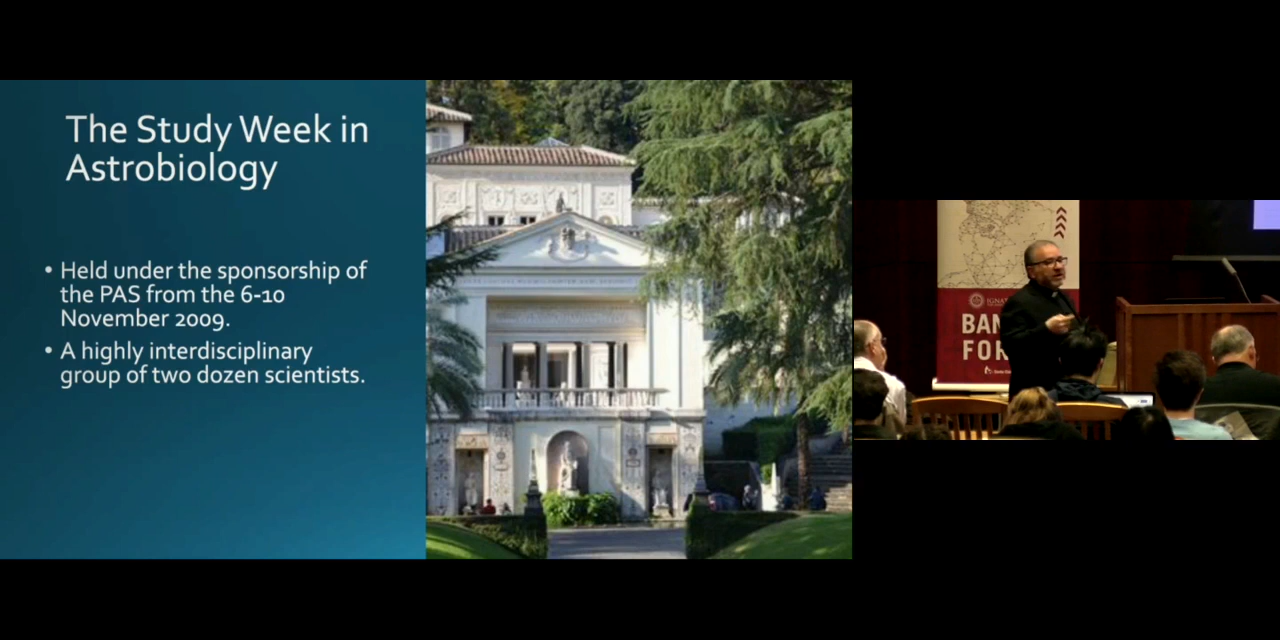 The Study Week in
Astrobiology
• Held under the sponsorship of
the PAS from the 6-10
November 2009.
• A highly interdisciplinary
group of two dozen scientists.
IGNAT
BAN
FOR